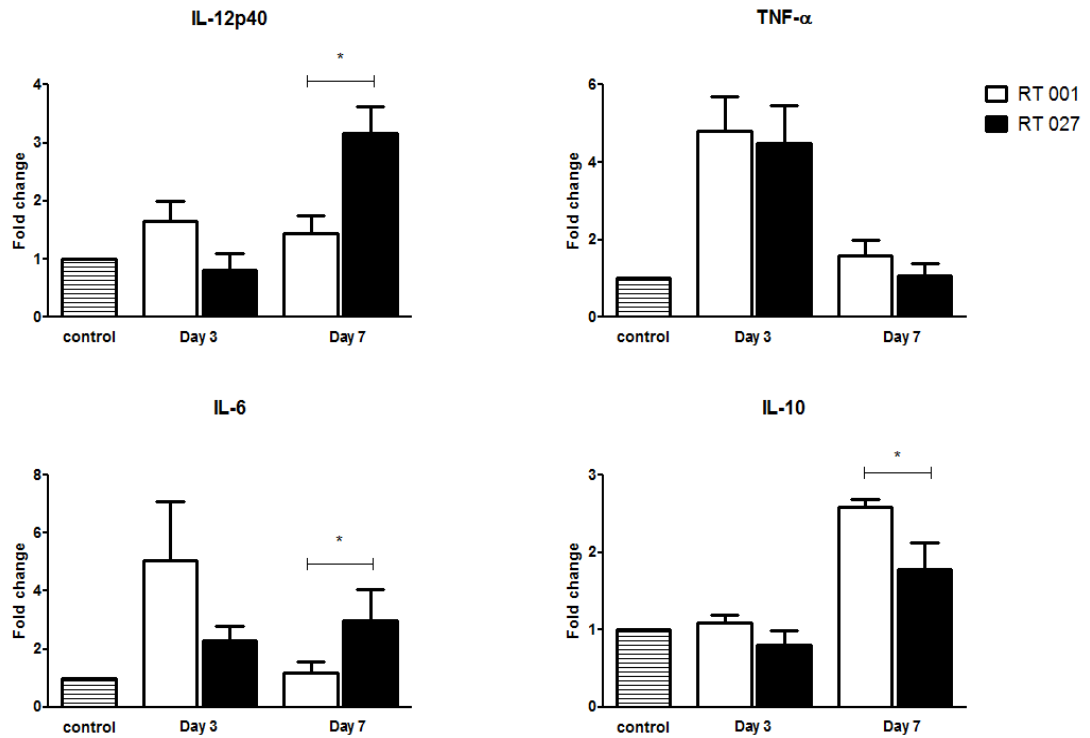 IL-12p40
*
4
3
2
1
0
Fold change
control
Day 3
Day 7
TNF-α
6
4
2
0
Fold change
control
Day 3
Day 7
RT 001
RT 027
IL-6
8
6
4
2
0
Fold change
*
control
Day 3
Day 7
IL-10
*
3
2
1
0
Fold change
control
Day 3
Day 7